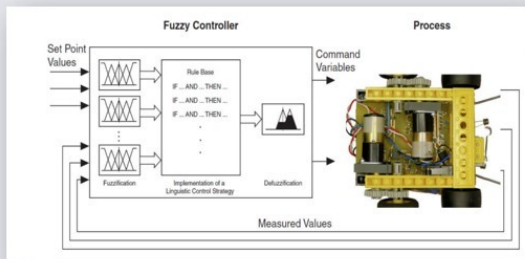 Fuzzy Controller
Process
Set Point
Values
Command
Variables
Rule Base
IF ... AND ... THEN ...
IF ... AND ... THEN ...
IF ... AND ... THEN ...
Fuzzification
Implementation of a
Linguistic Control Strategy
Defuzzification
Measured Values